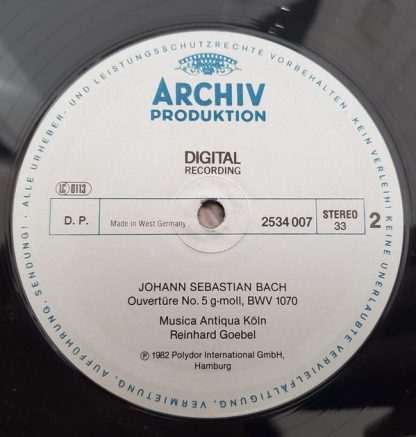 ALLE URHEBER- UND LEISTUNGSSCHUTZRECHTE VORBEHALTEN. KEIN VERLEIH! KEINE UNERLAUBTE VERVIELFÄLTIGUNG, VERMIETUNG, AUFFÜHRUNG, SENDUNG!
ARCHIV
PRODUKTION
DIGITAL
RECORDING
LC 0113
D. P. Made in West Germany 2534 007 STEREO 33 2
JOHANN SEBASTIAN BACH
Ouvertüre No. 5 g-moll, BWV 1070
Musica Antiqua Köln
Reinhard Goebel
℗ 1982 Polydor International GmbH,
Hamburg